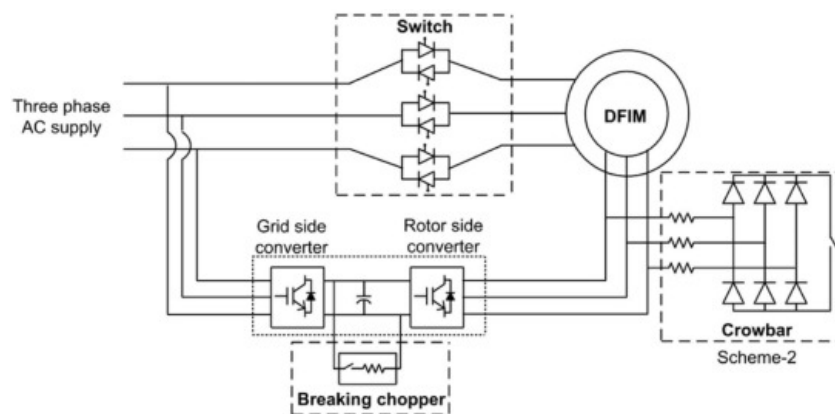 Switch
Three phase
AC supply
DFIM
Grid side
converter
Rotor side
converter
Crowbar
Scheme-2
Breaking chopper